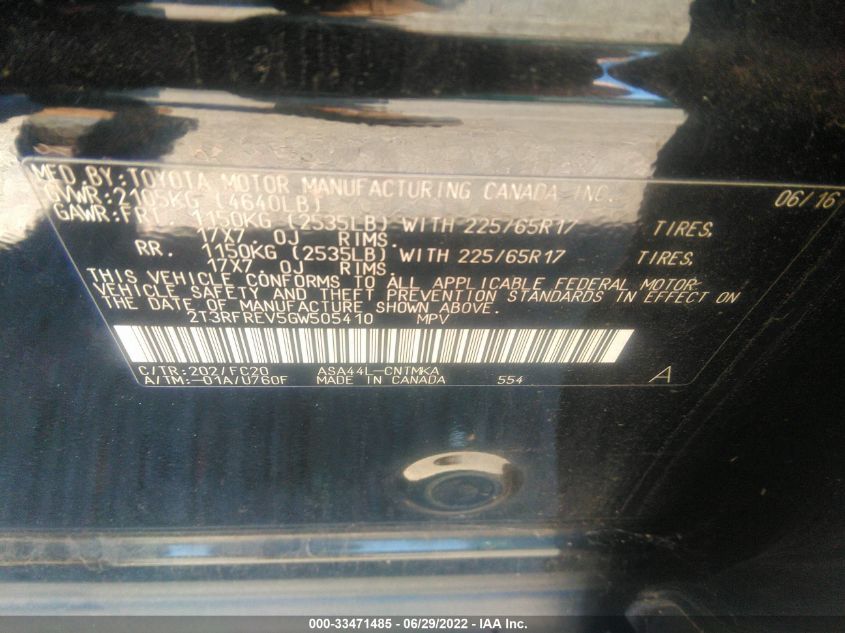 MFD BY: TOYOTA MOTOR MANUFACTURING CANADA INC. 06/16
GVWR: 2105KG (4640LB)
GAWR: FRT 1150KG (2535LB) WITH 225/65R17 TIRES,
17X7.0J RIMS.
RR. 1150KG (2535LB) WITH 225/65R17 TIRES,
17X7.0J RIMS.
THIS VEHICLE CONFORMS TO ALL APPLICABLE FEDERAL MOTOR-
VEHICLE SAFETY AND THEFT PREVENTION STANDARDS IN EFFECT ON
THE DATE OF MANUFACTURE SHOWN ABOVE.
2T3RFREV5GW505410 MPV
C/TR:202/FC20 ASA44L-CNTMKA
A/TM:-01A/U760F MADE IN CANADA 554 A
000-33471485 - 06/29/2022 - IAA Inc.